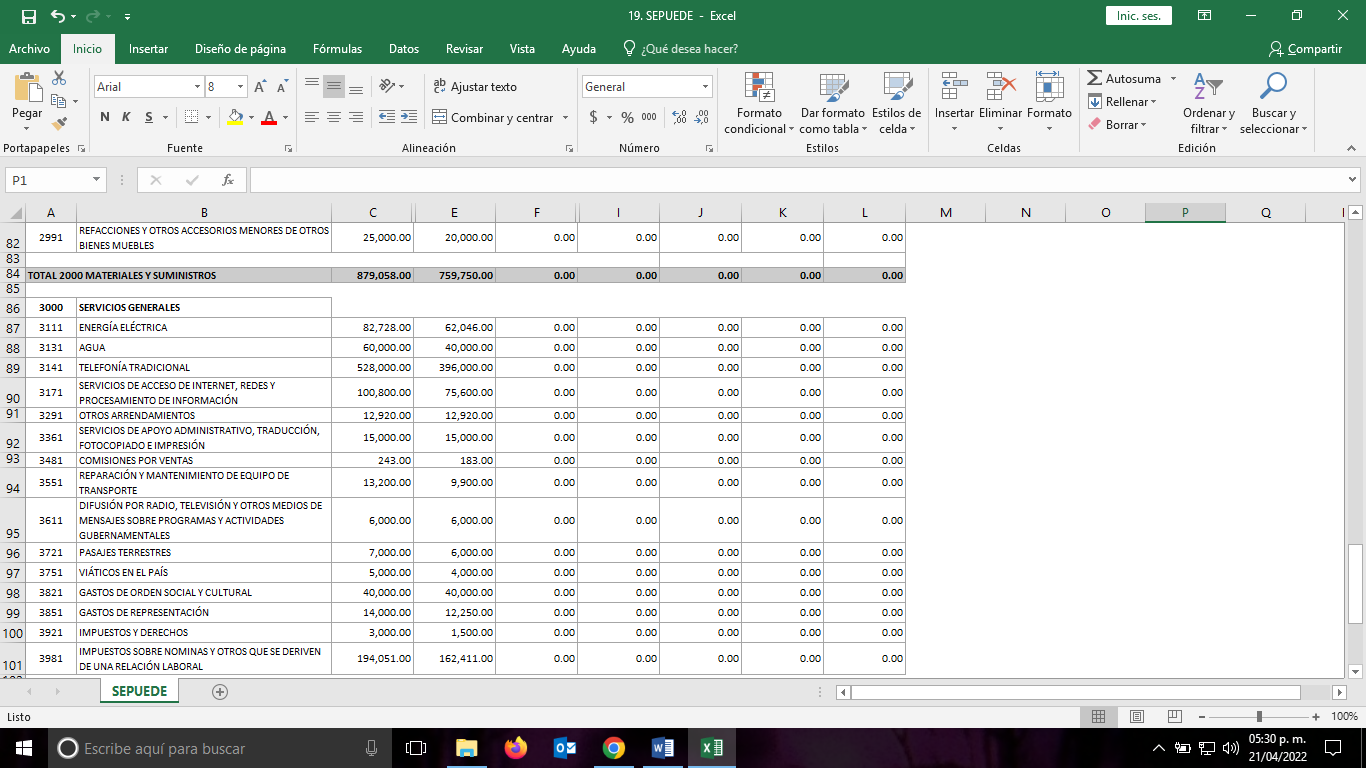 19. SEPUEDE - Excel
Inic. ses.
Archivo Inicio Insertar Diseño de página Fórmulas Datos Revisar Vista Ayuda ¿Qué desea hacer? Compartir
Pegar
Arial 8 A A
N K S A
ab Ajustar texto
Combinar y centrar
General
$ % 000
Formato condicional
Dar formato como tabla
Estilos de celda
Insertar Eliminar Formato
Autosuma
Rellenar
Borrar
Ordenar y filtrar
Buscar y seleccionar
Portapapeles Fuente Alineación Número Estilos Celdas Edición
P1 fx
A B C E F I J K L M N O P Q
82 2991 REFACCIONES Y OTROS ACCESORIOS MENORES DE OTROS BIENES MUEBLES 25,000.00 20,000.00 0.00 0.00 0.00 0.00 0.00
83
84 TOTAL 2000 MATERIALES Y SUMINISTROS 879,058.00 759,750.00 0.00 0.00 0.00 0.00 0.00
85
86 3000 SERVICIOS GENERALES
87 3111 ENERGÍA ELÉCTRICA 82,728.00 62,046.00 0.00 0.00 0.00 0.00 0.00
88 3131 AGUA 60,000.00 40,000.00 0.00 0.00 0.00 0.00 0.00
89 3141 TELEFONÍA TRADICIONAL 528,000.00 396,000.00 0.00 0.00 0.00 0.00 0.00
90 3171 SERVICIOS DE ACCESO DE INTERNET, REDES Y PROCESAMIENTO DE INFORMACIÓN 100,800.00 75,600.00 0.00 0.00 0.00 0.00 0.00
91 3291 OTROS ARRENDAMIENTOS 12,920.00 12,920.00 0.00 0.00 0.00 0.00 0.00
92 3361 SERVICIOS DE APOYO ADMINISTRATIVO, TRADUCCIÓN, FOTOCOPIADO E IMPRESIÓN 15,000.00 15,000.00 0.00 0.00 0.00 0.00 0.00
93 3481 COMISIONES POR VENTAS 243.00 183.00 0.00 0.00 0.00 0.00 0.00
94 3551 REPARACIÓN Y MANTENIMIENTO DE EQUIPO DE TRANSPORTE 13,200.00 9,900.00 0.00 0.00 0.00 0.00 0.00
95 3611 DIFUSIÓN POR RADIO, TELEVISIÓN Y OTROS MEDIOS DE MENSAJES SOBRE PROGRAMAS Y ACTIVIDADES GUBERNAMENTALES 6,000.00 6,000.00 0.00 0.00 0.00 0.00 0.00
96 3721 PASAJES TERRESTRES 7,000.00 6,000.00 0.00 0.00 0.00 0.00 0.00
97 3751 VIÁTICOS EN EL PAÍS 5,000.00 4,000.00 0.00 0.00 0.00 0.00 0.00
98 3821 GASTOS DE ORDEN SOCIAL Y CULTURAL 40,000.00 40,000.00 0.00 0.00 0.00 0.00 0.00
99 3851 GASTOS DE REPRESENTACIÓN 14,000.00 12,250.00 0.00 0.00 0.00 0.00 0.00
100 3921 IMPUESTOS Y DERECHOS 3,000.00 1,500.00 0.00 0.00 0.00 0.00 0.00
101 3981 IMPUESTOS SOBRE NOMINAS Y OTROS QUE SE DERIVEN DE UNA RELACIÓN LABORAL 194,051.00 162,411.00 0.00 0.00 0.00 0.00 0.00
SEPUEDE
Listo 100%
Escribe aquí para buscar
05:30 p. m.
21/04/2022